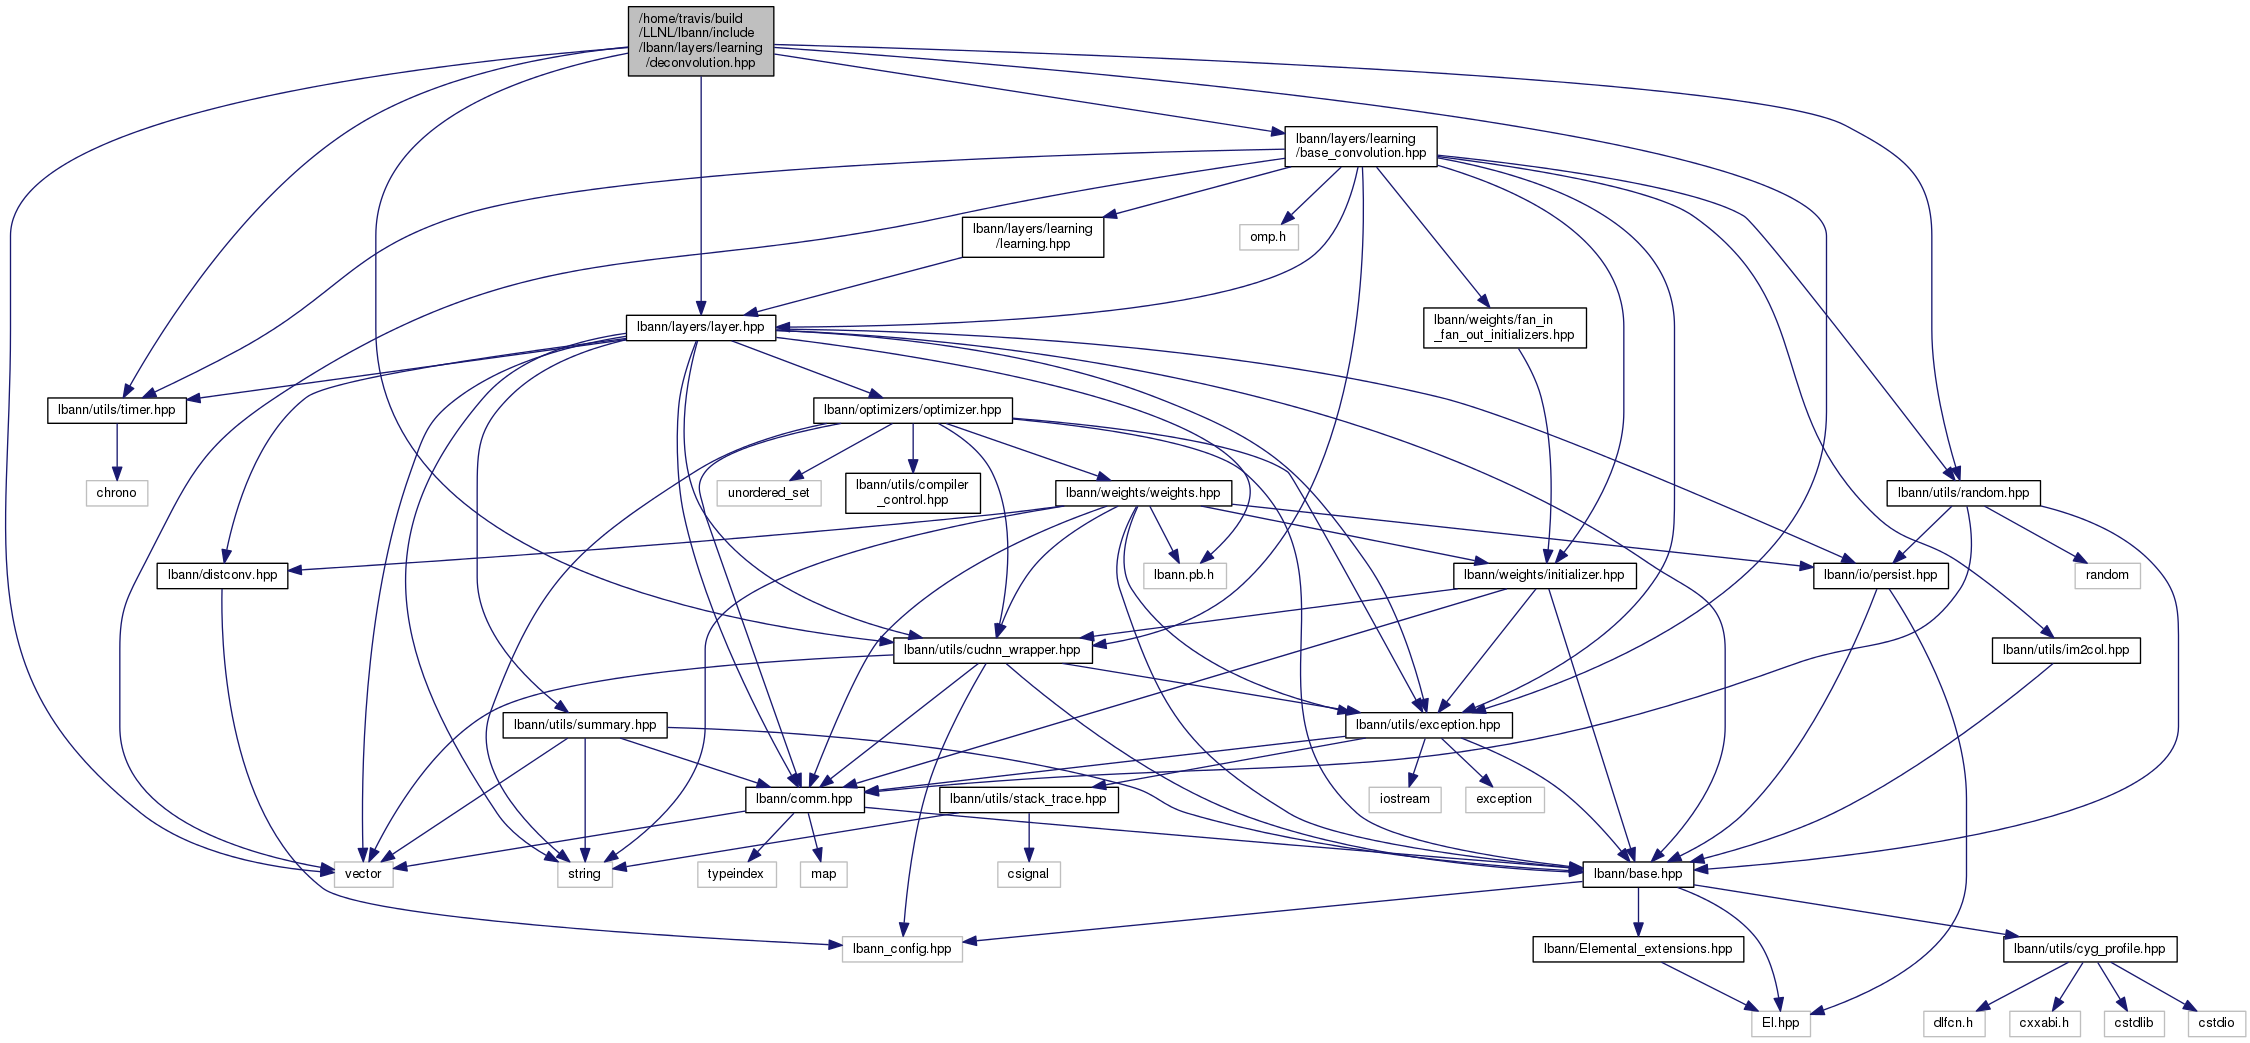 /home/travis/build
/LLNL/lbann/include
/lbann/layers/learning
/deconvolution.hpp
lbann/layers/learning
/base_convolution.hpp
lbann/layers/learning
/learning.hpp
omp.h
lbann/layers/layer.hpp
lbann/weights/fan_in
_fan_out_initializers.hpp
lbann/utils/timer.hpp
lbann/optimizers/optimizer.hpp
chrono
unordered_set
lbann/utils/compiler
_control.hpp
lbann/weights/weights.hpp
lbann/utils/random.hpp
lbann/distconv.hpp
lbann.pb.h
lbann/weights/initializer.hpp
lbann/io/persist.hpp
random
lbann/utils/cudnn_wrapper.hpp
lbann/utils/im2col.hpp
lbann/utils/summary.hpp
lbann/utils/exception.hpp
lbann/comm.hpp
lbann/utils/stack_trace.hpp
iostream
exception
vector
string
typeindex
map
csignal
lbann/base.hpp
lbann_config.hpp
lbann/Elemental_extensions.hpp
lbann/utils/cyg_profile.hpp
El.hpp
dlfcn.h
cxxabi.h
cstdlib
cstdio